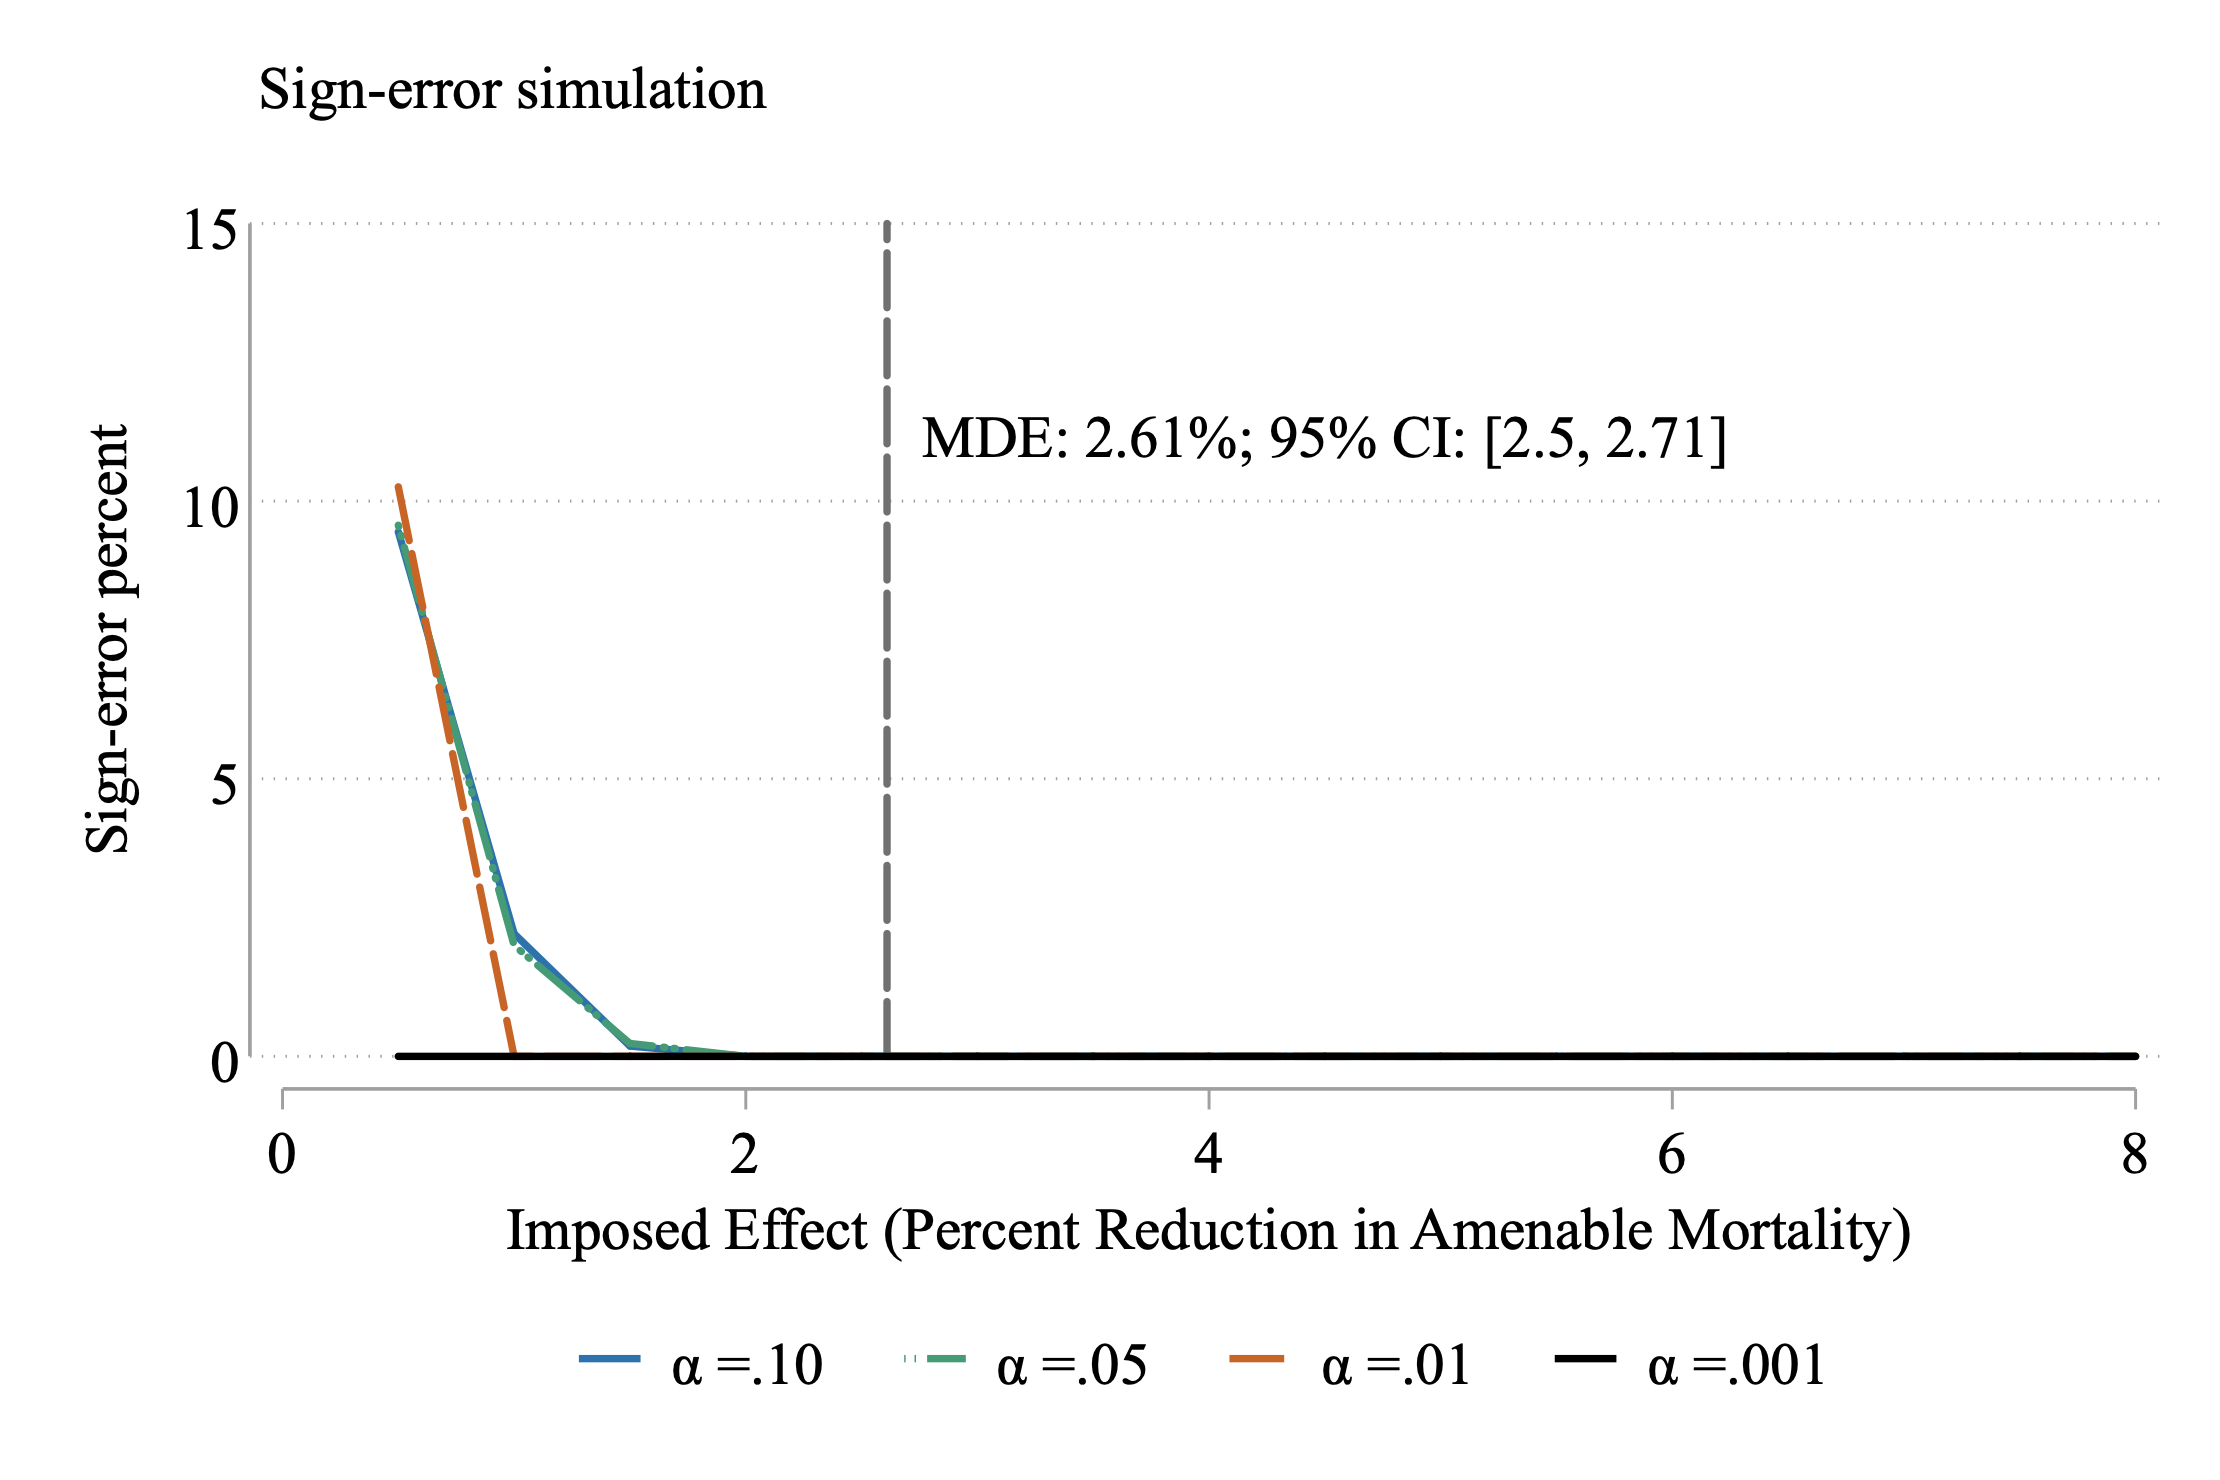 Sign-error simulation
15
10
5
0
Sign-error percent
MDE: 2.61%; 95% CI: [2.5, 2.71]
0 2 4 6 8
Imposed Effect (Percent Reduction in Amenable Mortality)
α =.10 α =.05 α =.01 α =.001